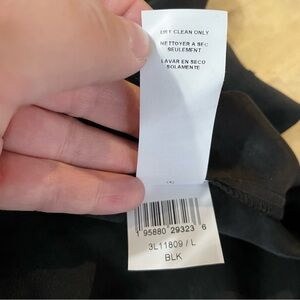 DRY CLEAN ONLY
NETTOYER A SEC
SEULEMENT
LAVAR EN SECO
SOLAMENTE
1 95880 29323 6
3L11809 / L
BLK